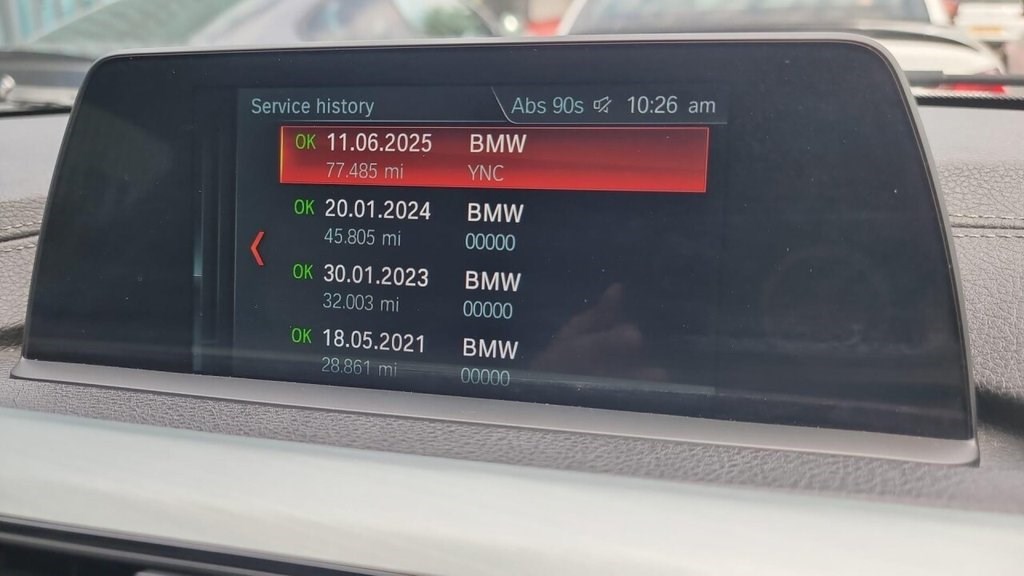 Service history Abs 90s 10:26 am
OK 11.06.2025 BMW
77.485 mi YNC
OK 20.01.2024 BMW
45.805 mi 00000
OK 30.01.2023 BMW
32.003 mi 00000
OK 18.05.2021 BMW
28.861 mi 00000